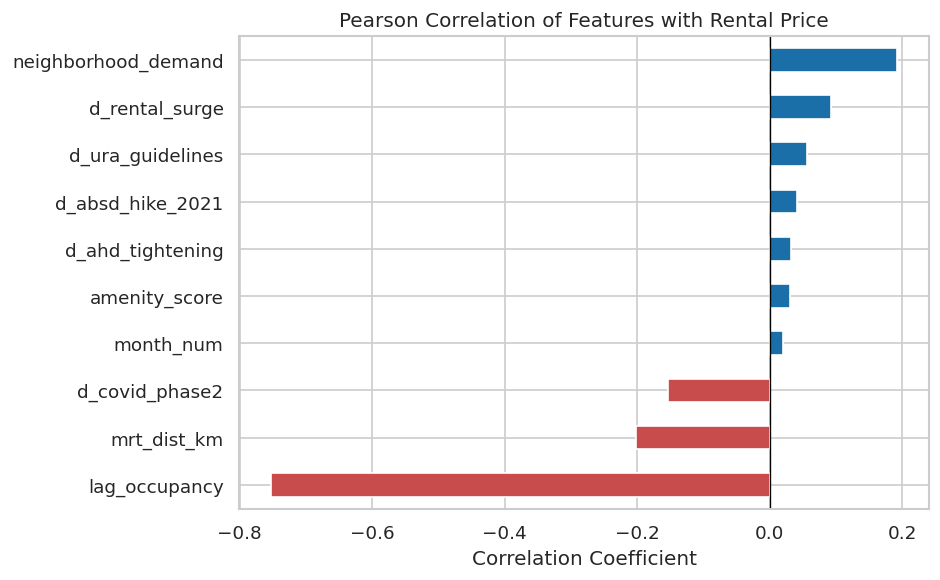 Pearson Correlation of Features with Rental Price
neighborhood_demand
d_rental_surge
d_ura_guidelines
d_absd_hike_2021
d_ahd_tightening
amenity_score
month_num
d_covid_phase2
mrt_dist_km
lag_occupancy
−0.8 −0.6 −0.4 −0.2 0.0 0.2
Correlation Coefficient